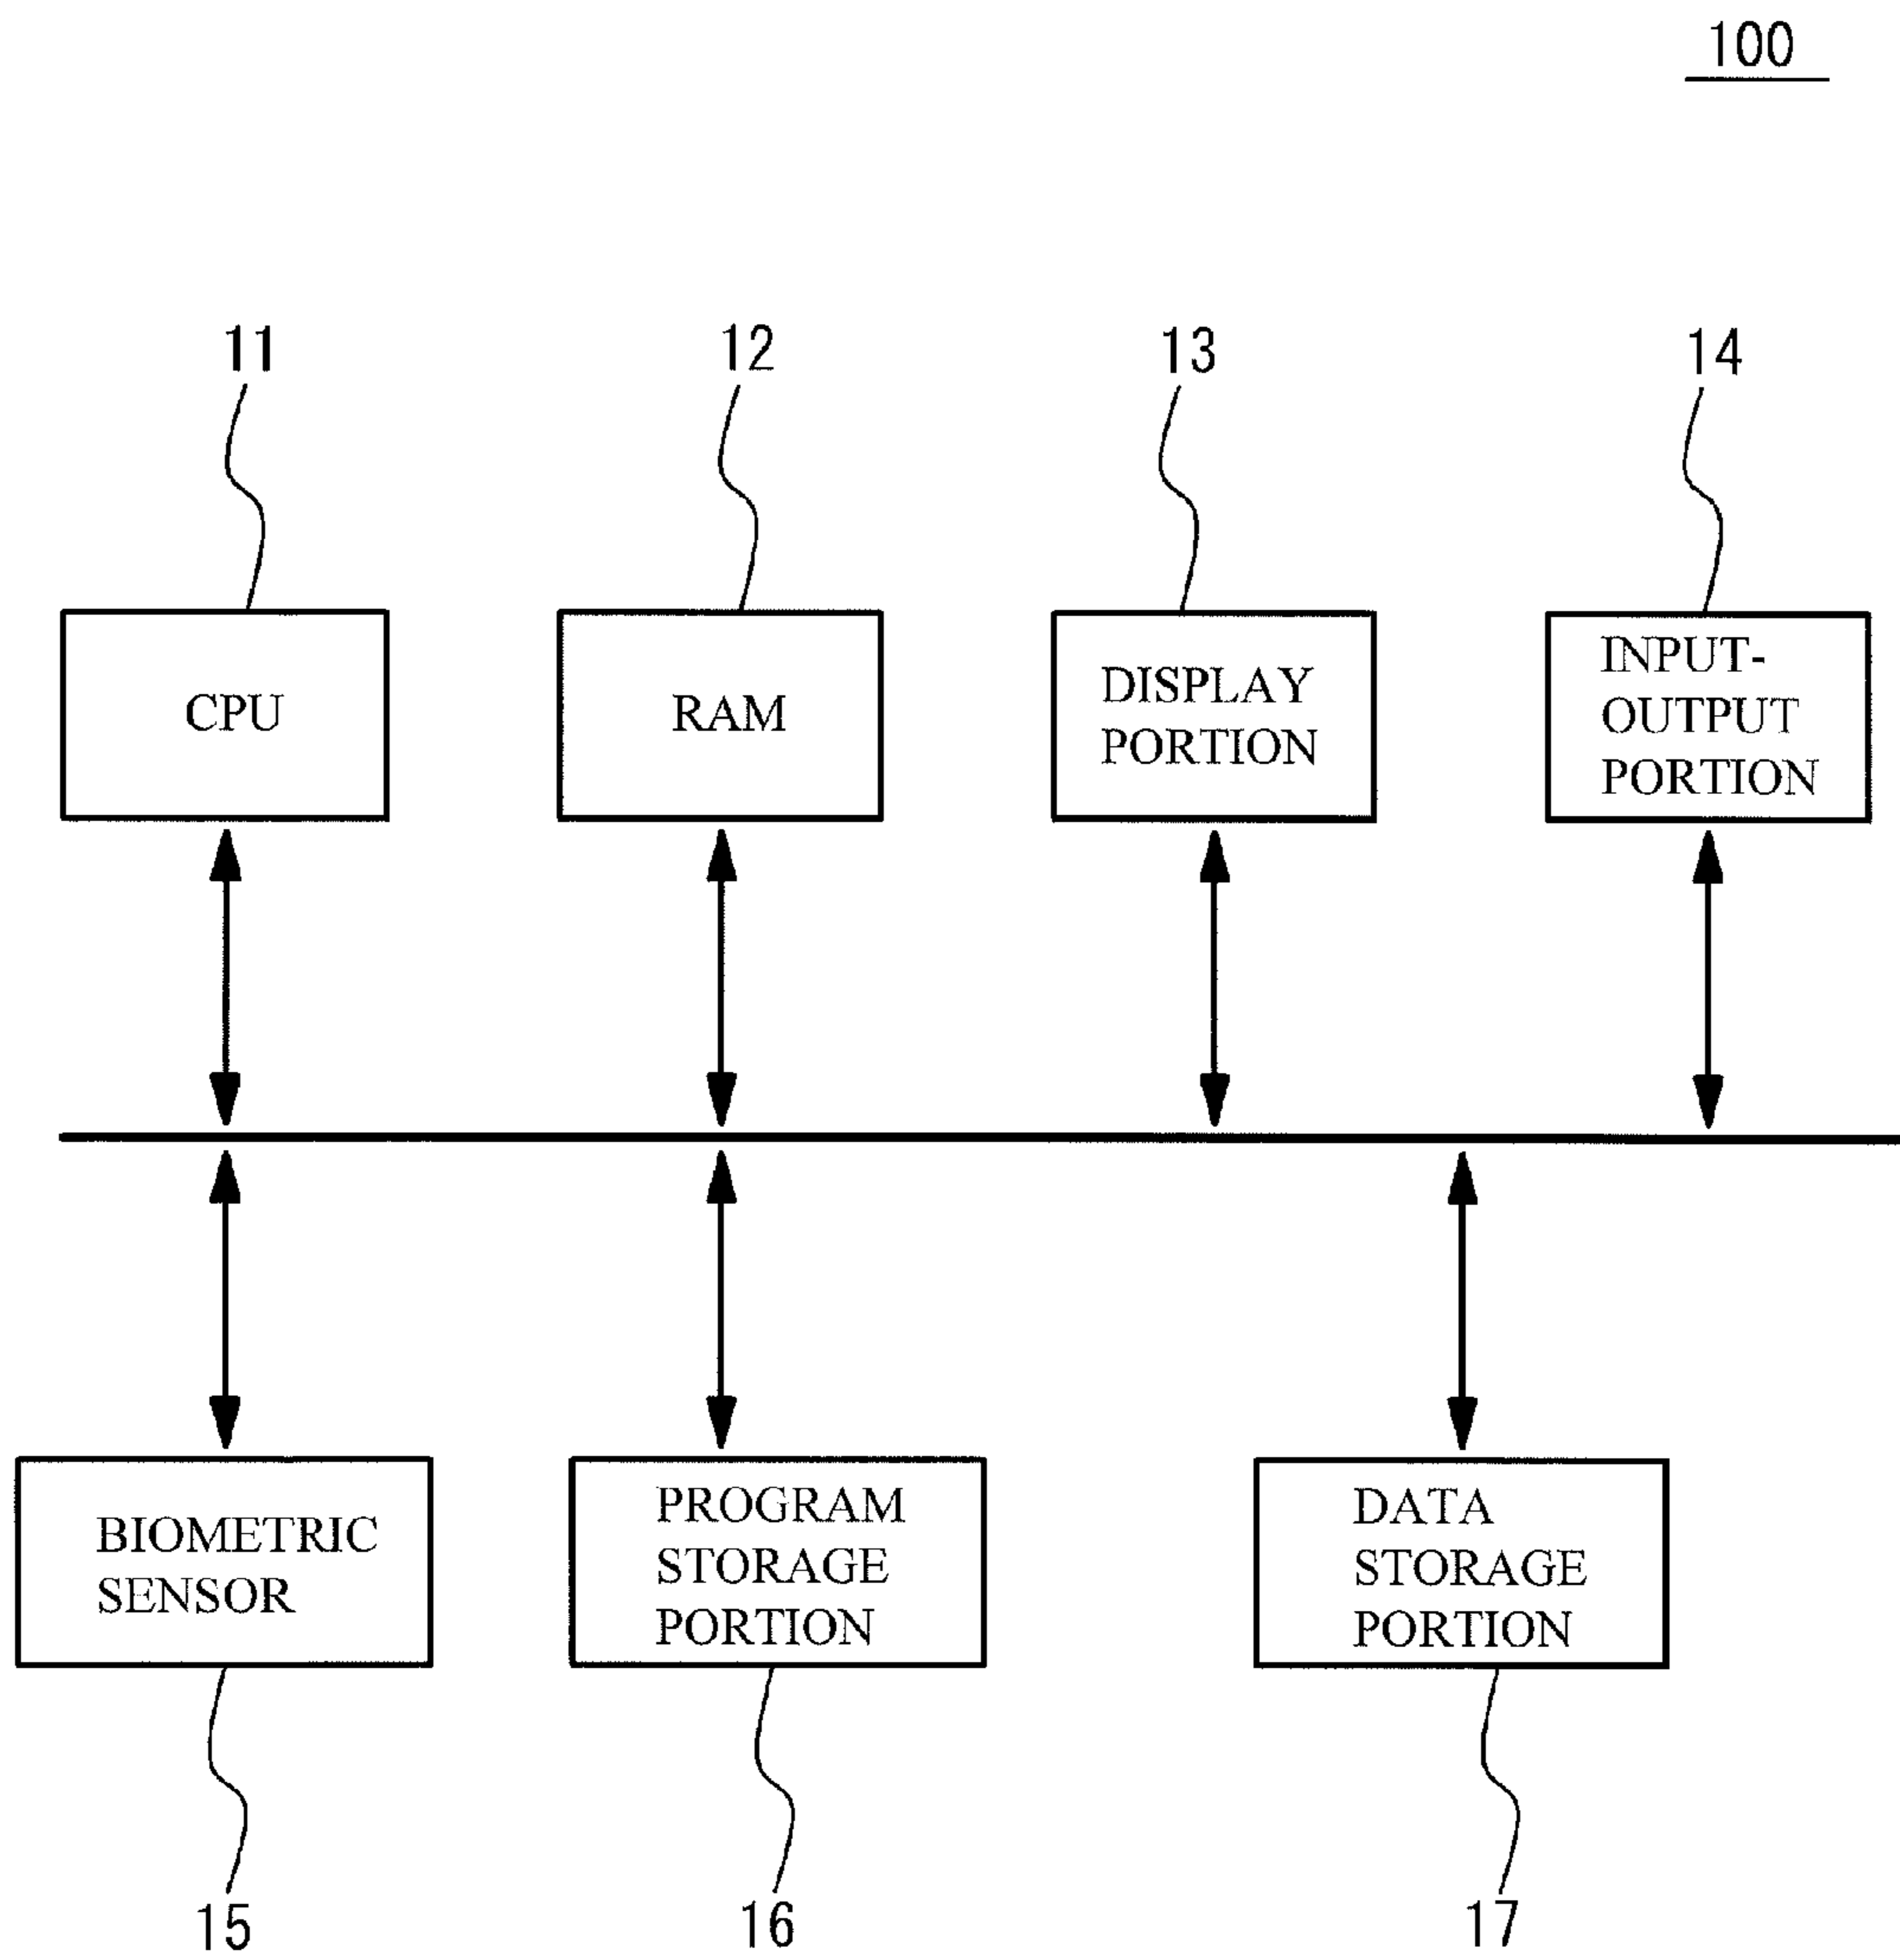 100
11
12
13
14
CPU
RAM
DISPLAY
PORTION
INPUT-
OUTPUT
PORTION
BIOMETRIC
SENSOR
PROGRAM
STORAGE
PORTION
DATA
STORAGE
PORTION
15
16
17